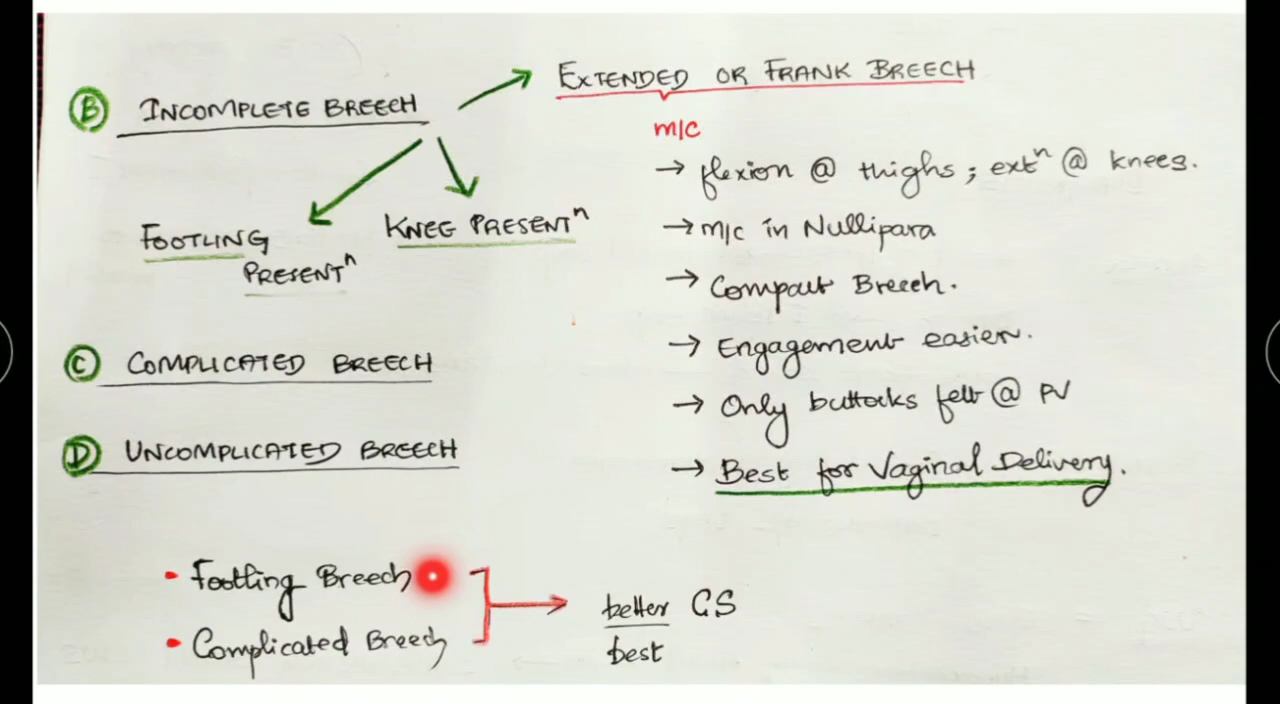 B INCOMPLETE BREECH
FOOTLING
PRESENTⁿ
KNEE PRESENTⁿ
EXTENDED OR FRANK BREECH
m/c
→ flexion @ thighs ; extⁿ @ knees.
→ m/c in Nullipara
→ Compact Breech.
→ Engagement easier.
→ Only buttocks felt @ PV
→ Best for Vaginal Delivery.
C COMPLICATED BREECH
D UNCOMPLICATED BREECH
• Footling Breech
• Complicated Breech
better CS
best